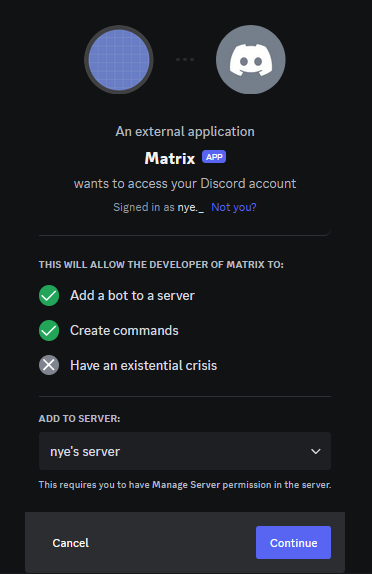 An external application
Matrix APP
wants to access your Discord account
Signed in as nye._ Not you?
THIS WILL ALLOW THE DEVELOPER OF MATRIX TO:
Add a bot to a server
Create commands
Have an existential crisis
ADD TO SERVER:
nye's server
This requires you to have Manage Server permission in the server.
Cancel Continue